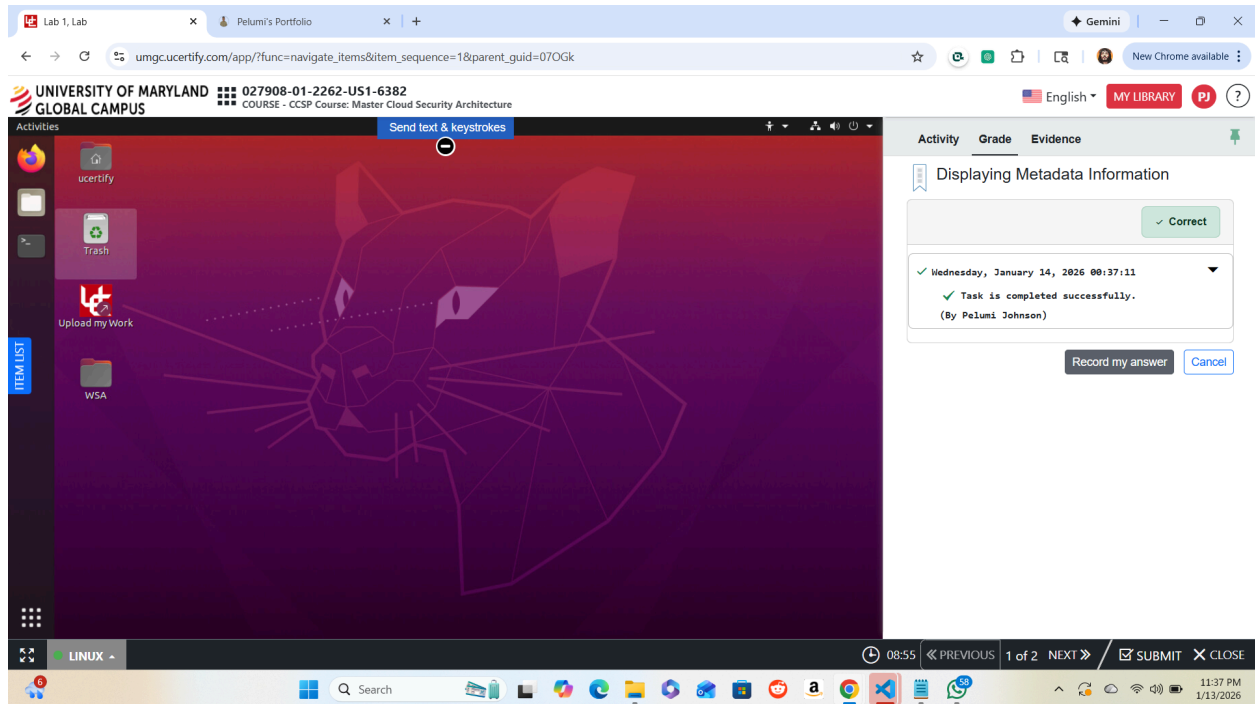 Lab 1, Lab
Pelumi's Portfolio
Gemini
umgc.ucertify.com/app/?func=navigate_items&item_sequence=1&parent_guid=07OGk
New Chrome available
UNIVERSITY OF MARYLAND
GLOBAL CAMPUS
027908-01-2262-US1-6382
COURSE - CCSP Course: Master Cloud Security Architecture
English
MY LIBRARY
PJ
?
Activities
Send text & keystrokes
Activity Grade Evidence
ucertify
Displaying Metadata Information
Trash
Correct
Wednesday, January 14, 2026 00:37:11
Task is completed successfully.
(By Pelumi Johnson)
Upload my Work
Record my answer
Cancel
ITEM LIST
WSA
LINUX
08:55
PREVIOUS
1 of 2
NEXT
SUBMIT
CLOSE
6
Search
58
11:37 PM
1/13/2026